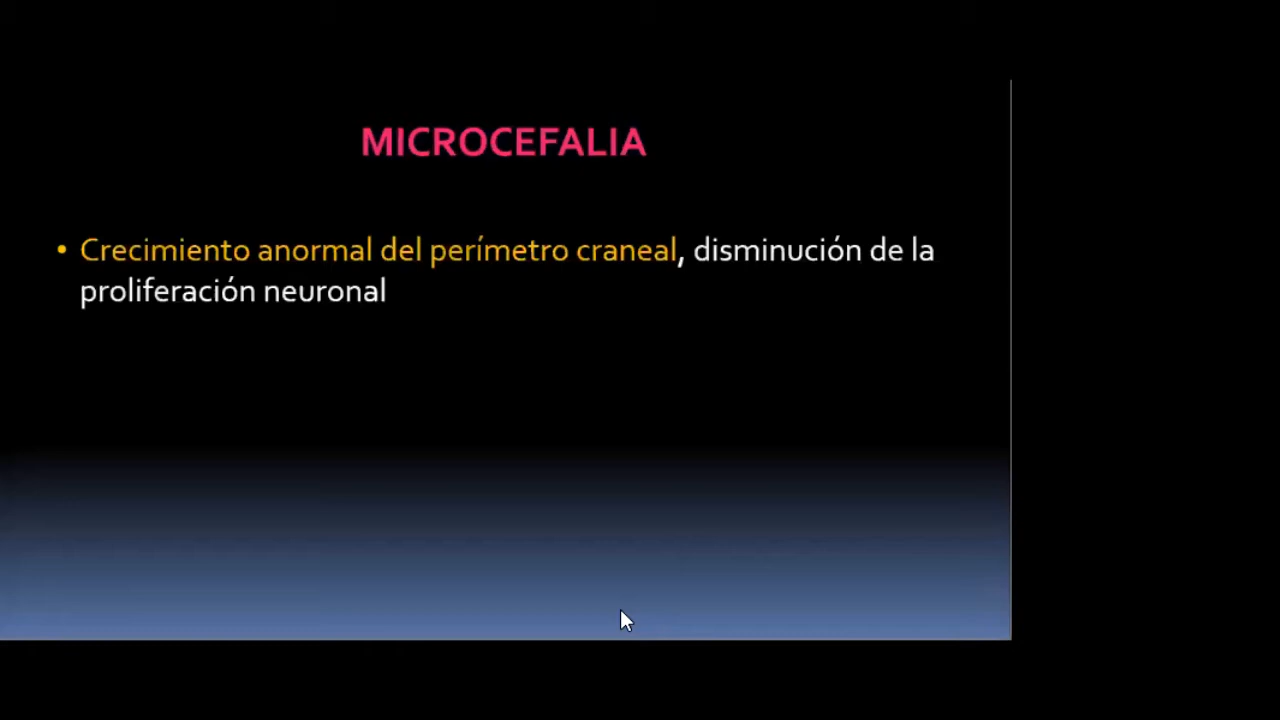 MICROCEFALIA
• Crecimiento anormal del perímetro craneal, disminución de la
proliferación neuronal